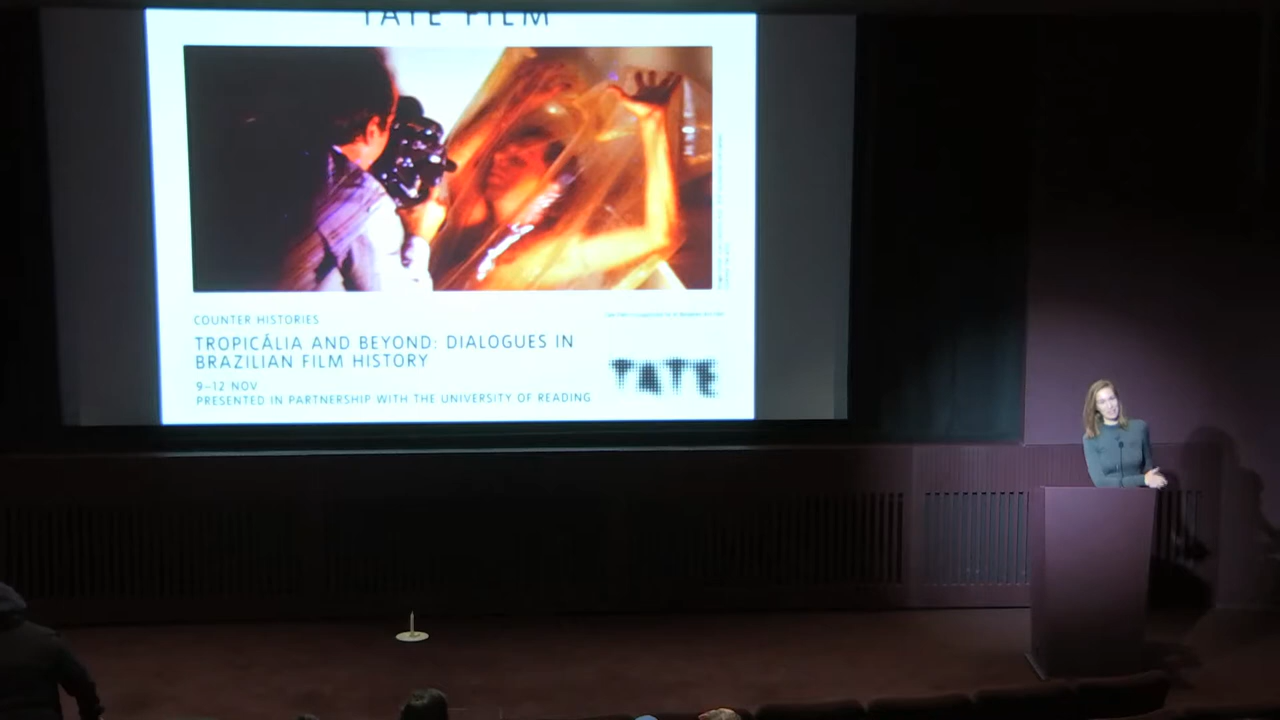 TATE FILM
COUNTER HISTORIES
TROPICÁLIA AND BEYOND: DIALOGUES IN
BRAZILIAN FILM HISTORY
9–12 NOV
PRESENTED IN PARTNERSHIP WITH THE UNIVERSITY OF READING
TATE